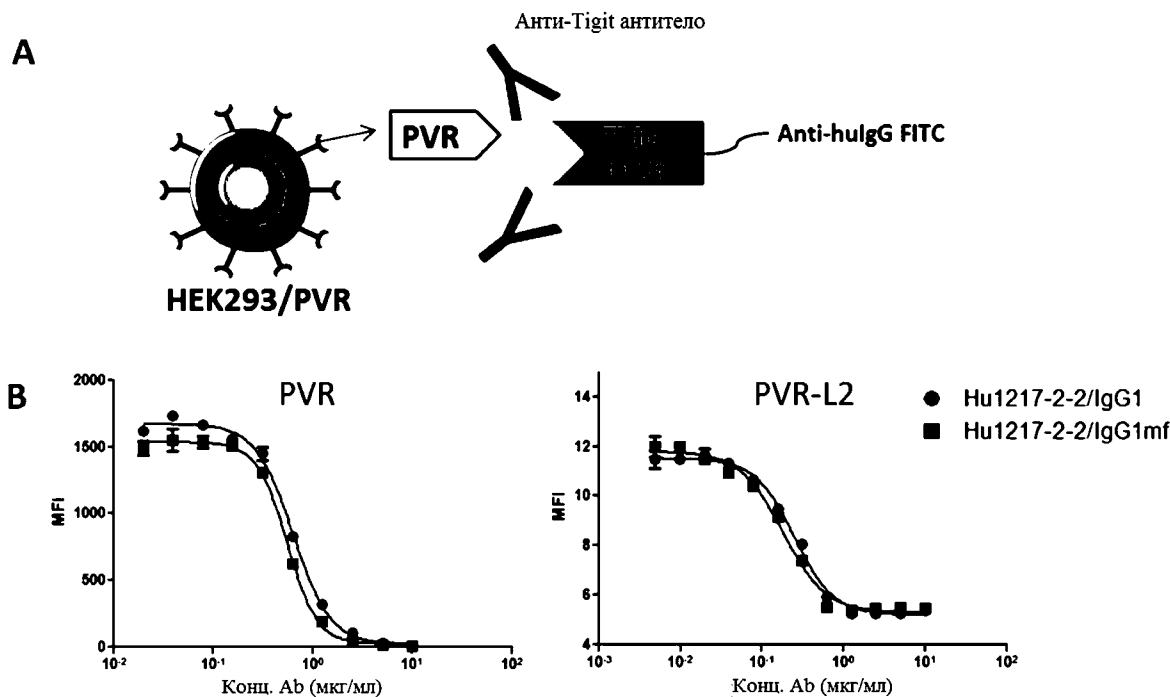 Анти-Tigit антитело
A
PVR
Anti-huIgG FITC
HEK293/PVR
B
PVR
PVR-L2
Hu1217-2-2/IgG1
Hu1217-2-2/IgG1mf
2000
1500
1000
500
0
MFI
10-2
10-1
100
101
102
Конц. Ab (мкг/мл)
14
12
10
8
6
4
MFI
10-3
10-2
10-1
100
101
102
Конц. Ab (мкг/мл)